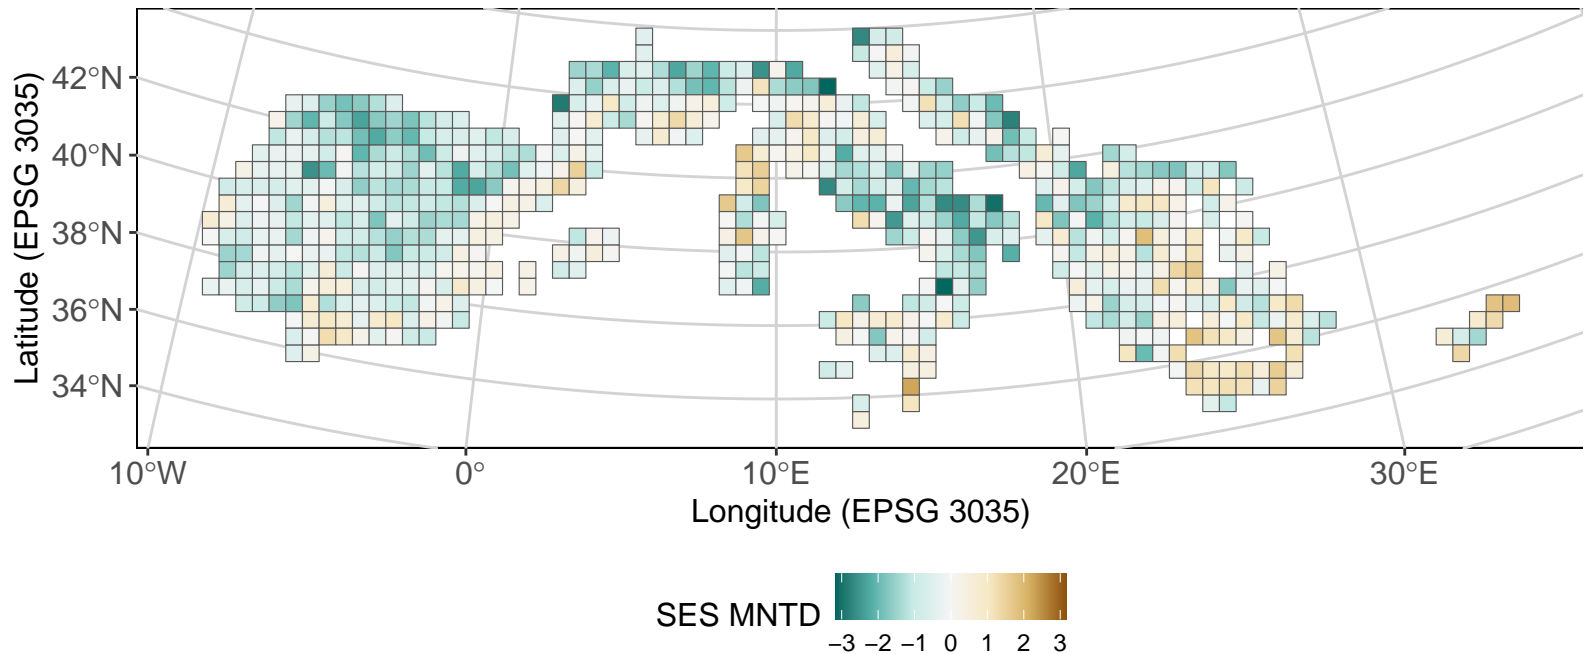 Latitude (EPSG 3035)
42°N
40°N
38°N
36°N
34°N
10°W 0° 10°E 20°E 30°E
Longitude (EPSG 3035)
SES MNTD
−3 −2 −1 0 1 2 3